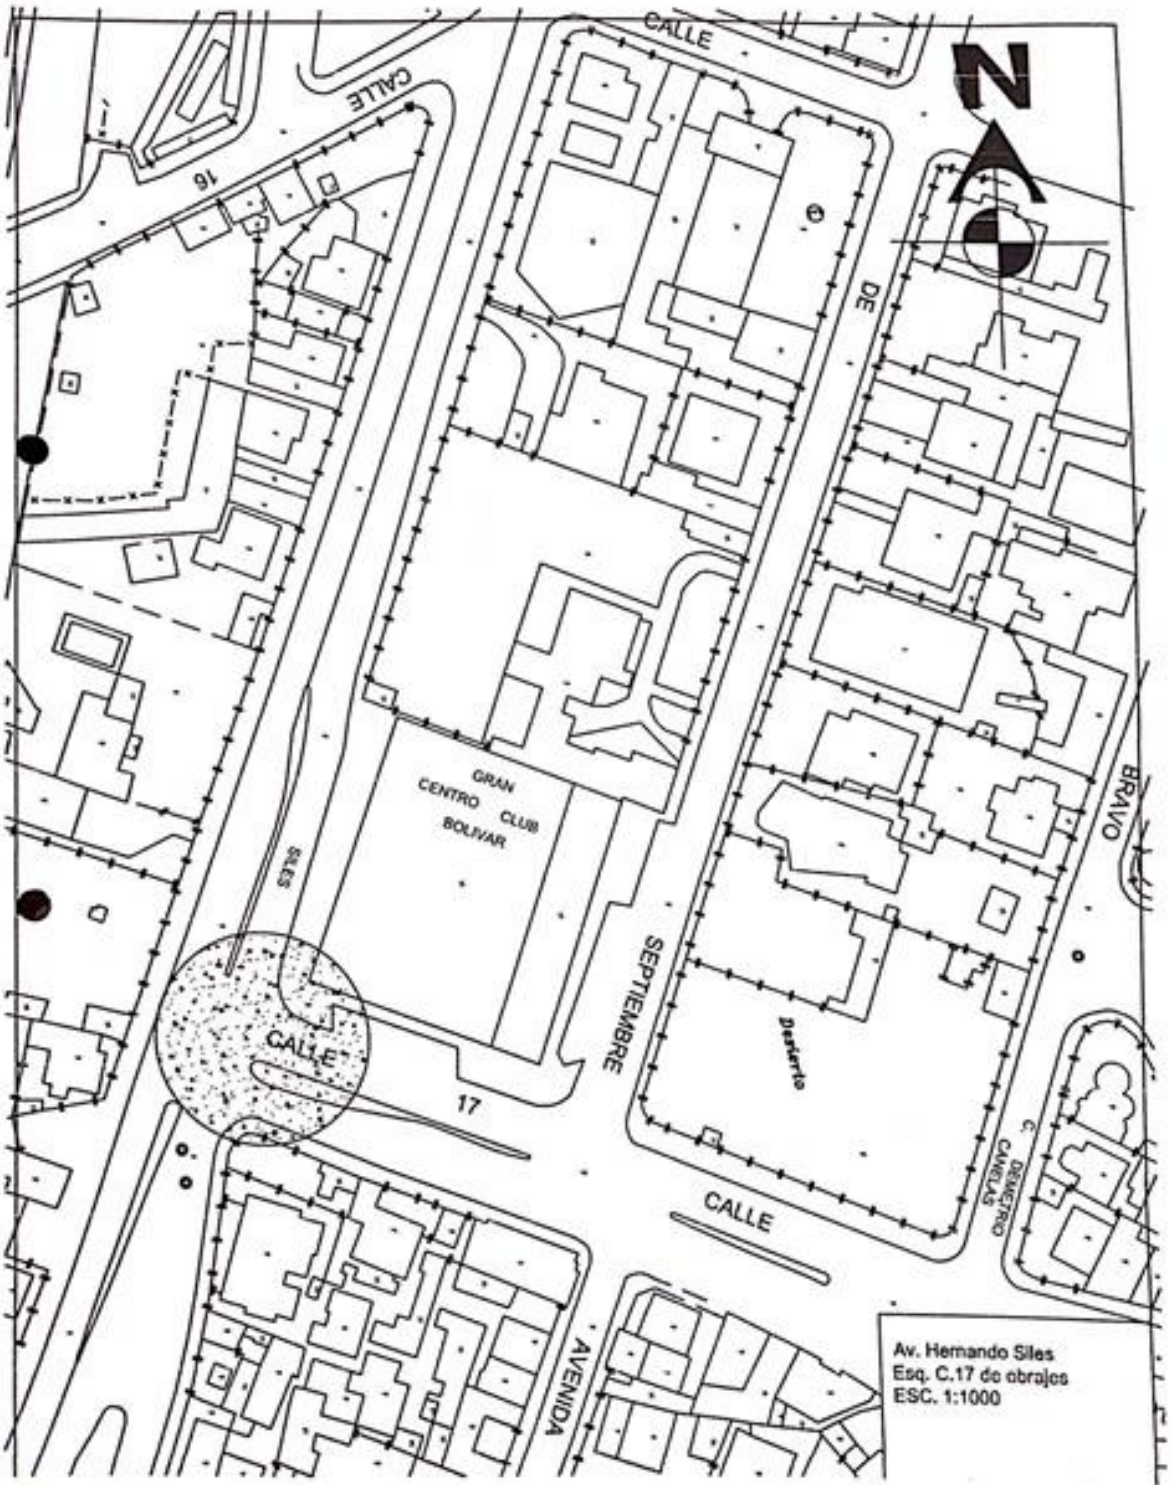 CALLE
N
CALLE
16
DE
GRAN
CENTRO CLUB
BOLIVAR
SILES
BRAVO
SEPTIEMBRE
CALLE
Desierto
17
C. DEMETRIO
CANELAS
CALLE
AVENIDA
Av. Hernando Siles
Esq. C.17 de obrajes
ESC. 1:1000